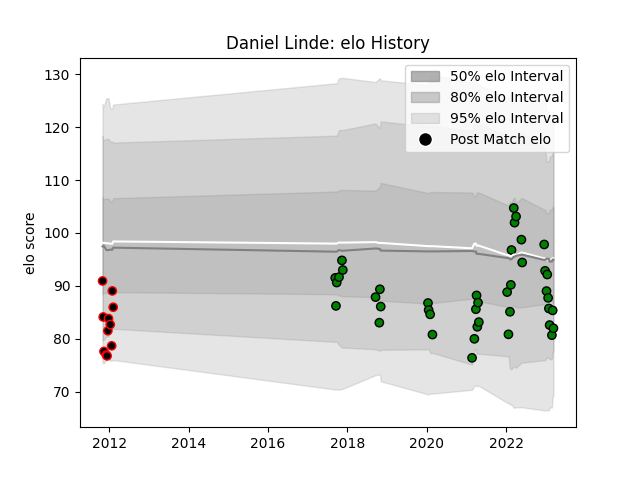 Daniel Linde: elo History
50% elo Interval
80% elo Interval
95% elo Interval
Post Match elo
elo score
130
120
110
100
90
80
70
2012
2014
2016
2018
2020
2022